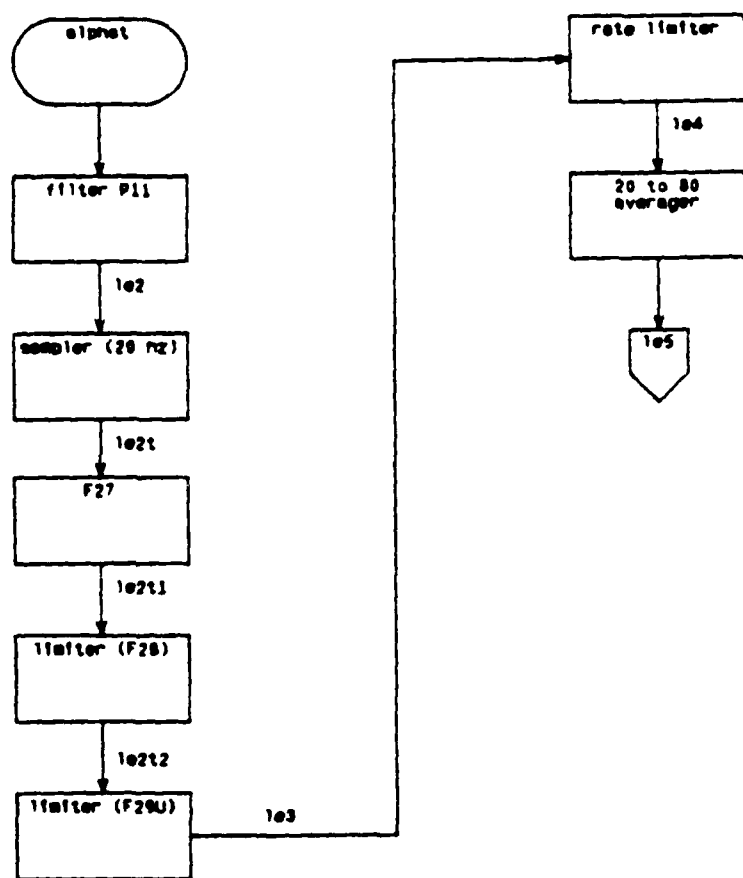 alphat
filter P11
le2
sampler (20 hz)
le2t
F27
le2t1
limiter (F28)
le2t2
limiter (F29U)
le3
rate limiter
le4
20 to 80
averager
le5